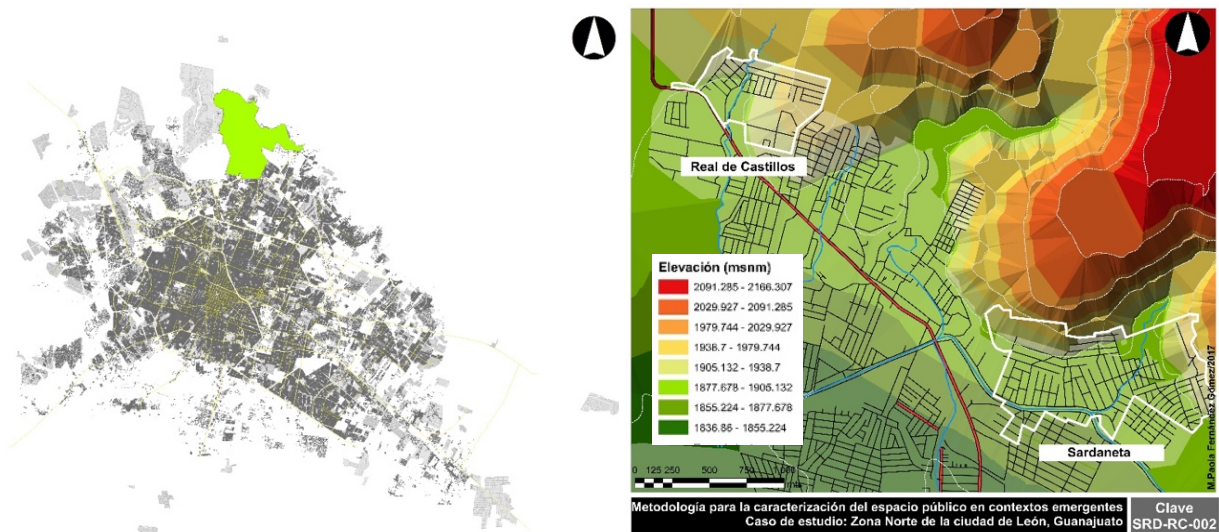 Real de Castillos
Elevación (msnm)
2091.285 - 2166.307
2029.927 - 2091.285
1979.744 - 2029.927
1938.7 - 1979.744
1905.132 - 1938.7
1877.678 - 1905.132
1855.224 - 1877.678
1836.86 - 1855.224
Sardaneta
0 125 250 500 750 1,000
M.Paola Fernández Gómez/2017
Metodología para la caracterización del espacio público en contextos emergentes
Caso de estudio: Zona Norte de la ciudad de León, Guanajuato
Clave
SRD-RC-002